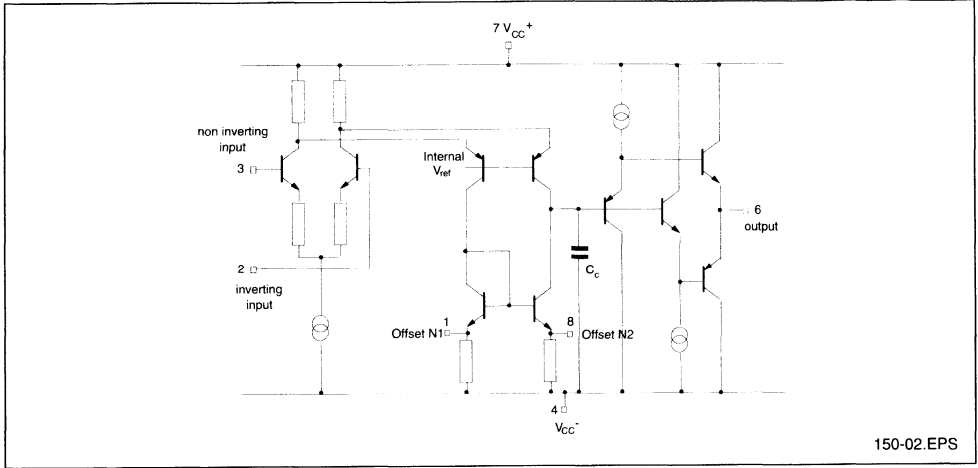 7 VCC+
non inverting
input
3
Internal
Vref
6
output
Cc
2
inverting
input
1
8
Offset N1
Offset N2
4
VCC-
150-02.EPS